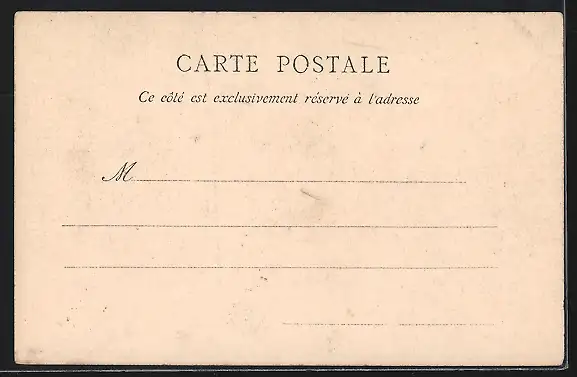 CARTE POSTALE
Ce côté est exclusivement réservé à l'adresse
M